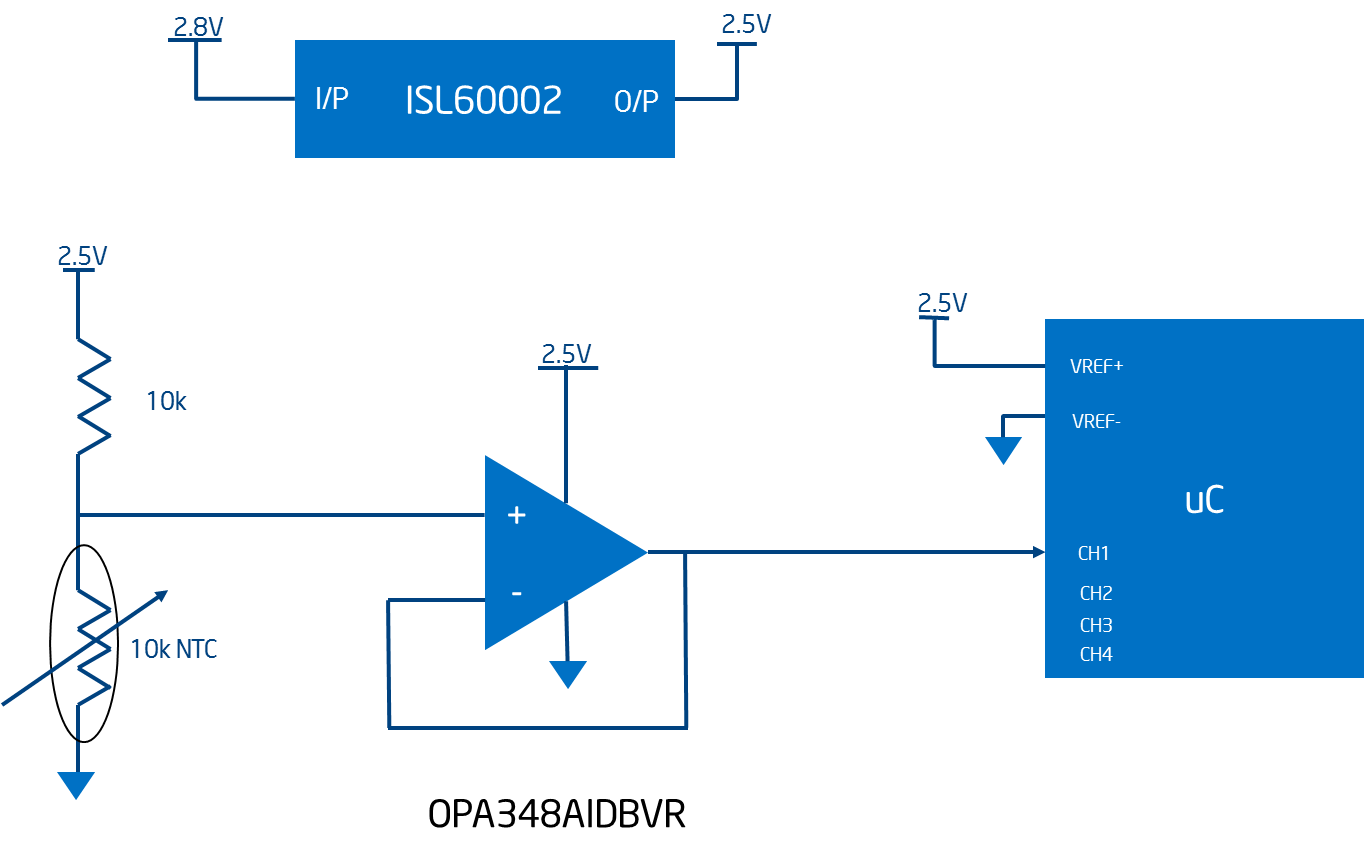 2.8V
2.5V
I/P
ISL60002
O/P
2.5V
10k
10k NTC
2.5V
+
-
OPA348AIDBVR
2.5V
VREF+
VREF-
uC
CH1
CH2
CH3
CH4